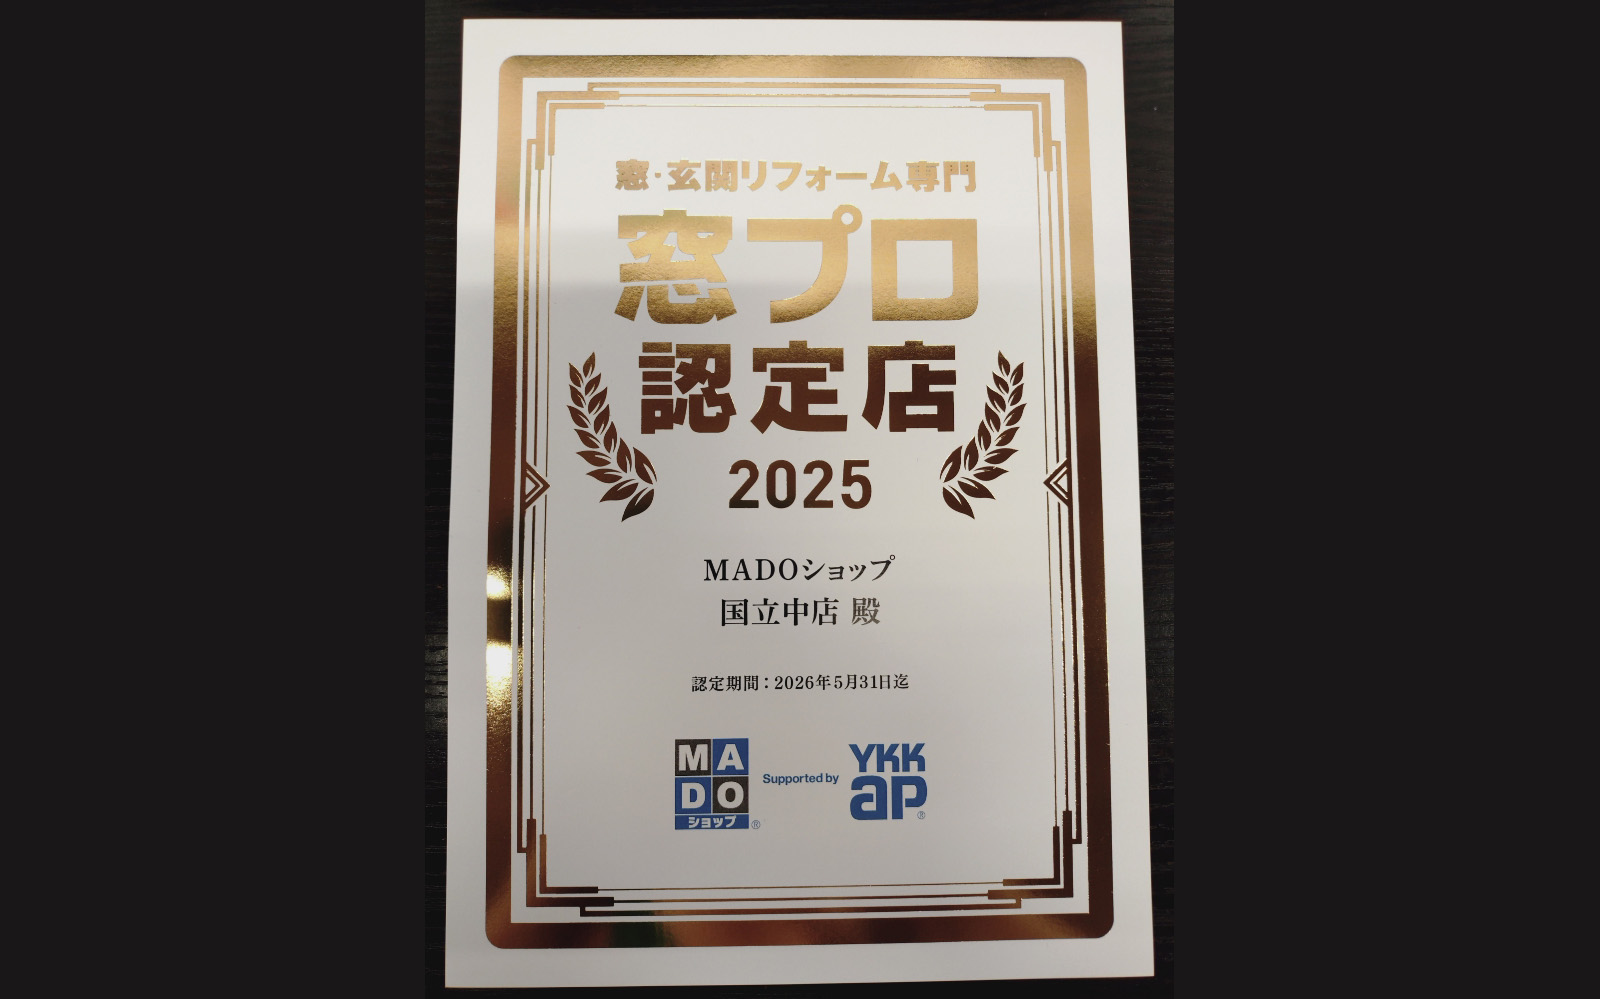 窓・玄関リフォーム専門
窓プロ
認定店
2025
MADOショップ
国立中店 殿
認定期間：2026年5月31日迄
MA
DO
ショップ®
Supported by
YKK
ap®